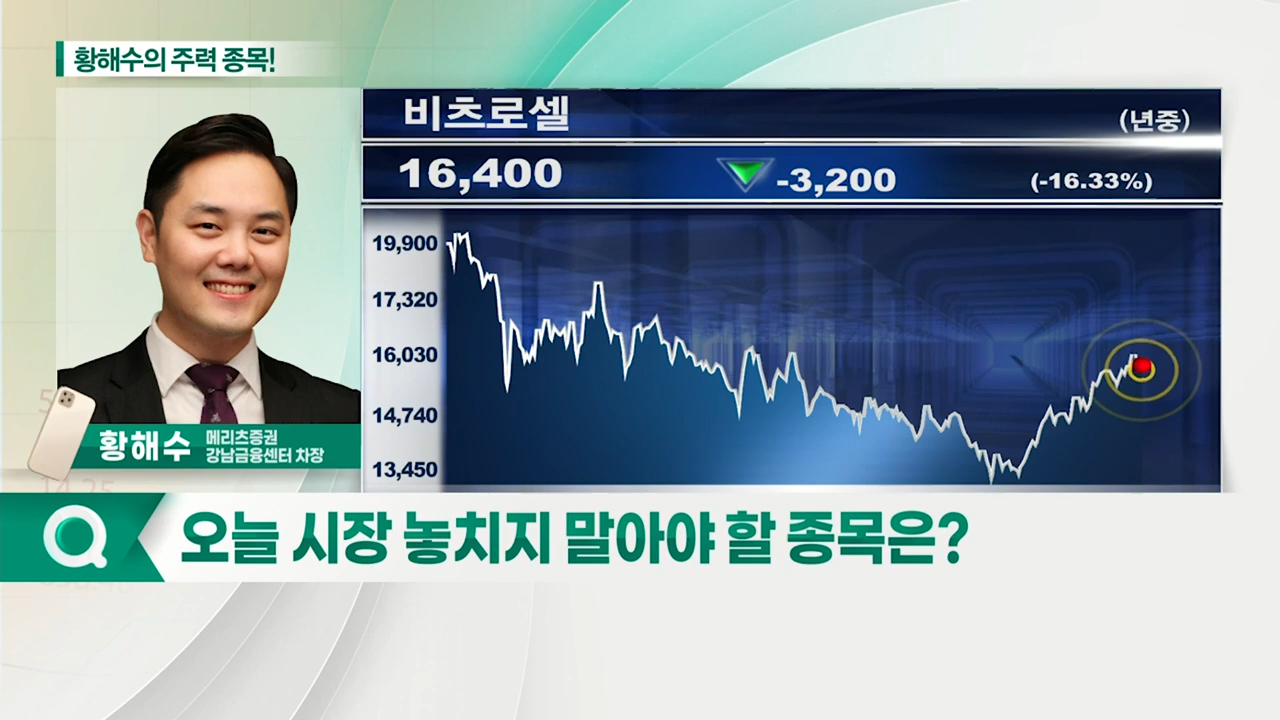 황해수의 주력 종목!
비츠로셀
(년중)
16,400 ▼ -3,200 (-16.33%)
19,900
17,320
16,030
14,740
13,450
황해수
메리츠증권
강남금융센터 차장
오늘 시장 놓치지 말아야 할 종목은?